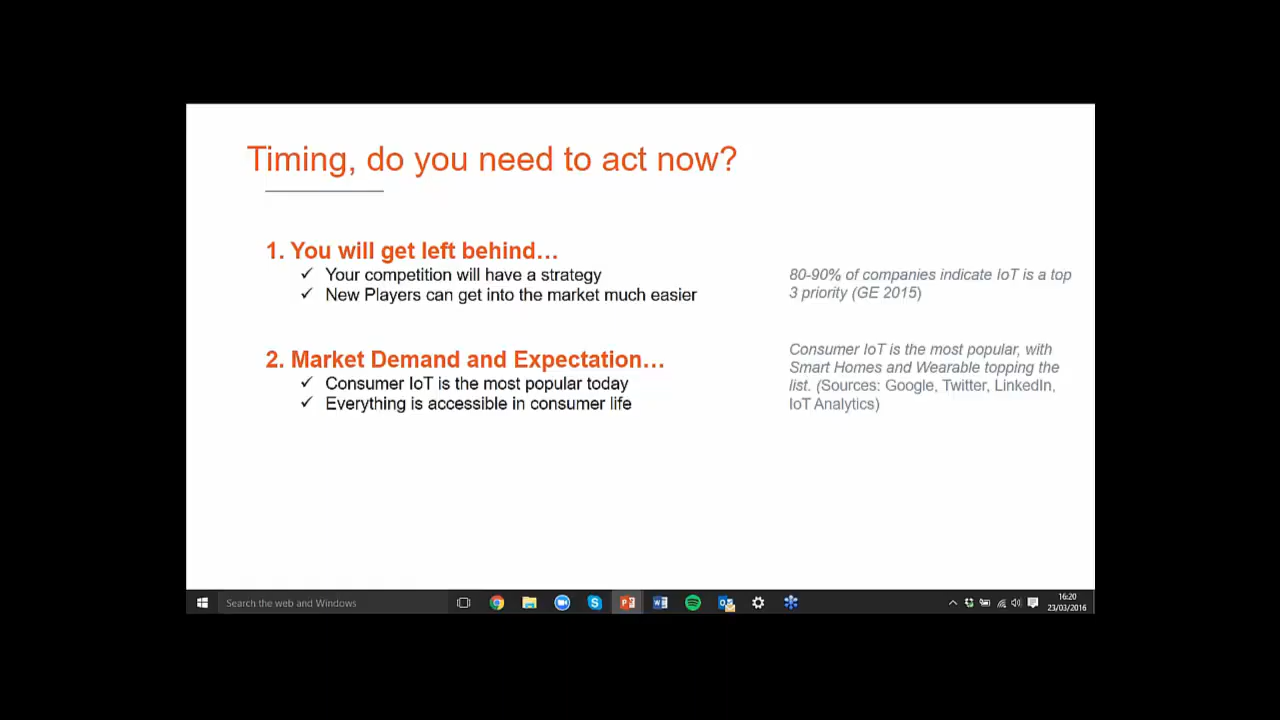 Timing, do you need to act now?
1. You will get left behind…
✓ Your competition will have a strategy
✓ New Players can get into the market much easier
80-90% of companies indicate IoT is a top
3 priority (GE 2015)
2. Market Demand and Expectation…
✓ Consumer IoT is the most popular today
✓ Everything is accessible in consumer life
Consumer IoT is the most popular, with
Smart Homes and Wearable topping the
list. (Sources: Google, Twitter, LinkedIn,
IoT Analytics)
Search the web and Windows
16:20
23/03/2016